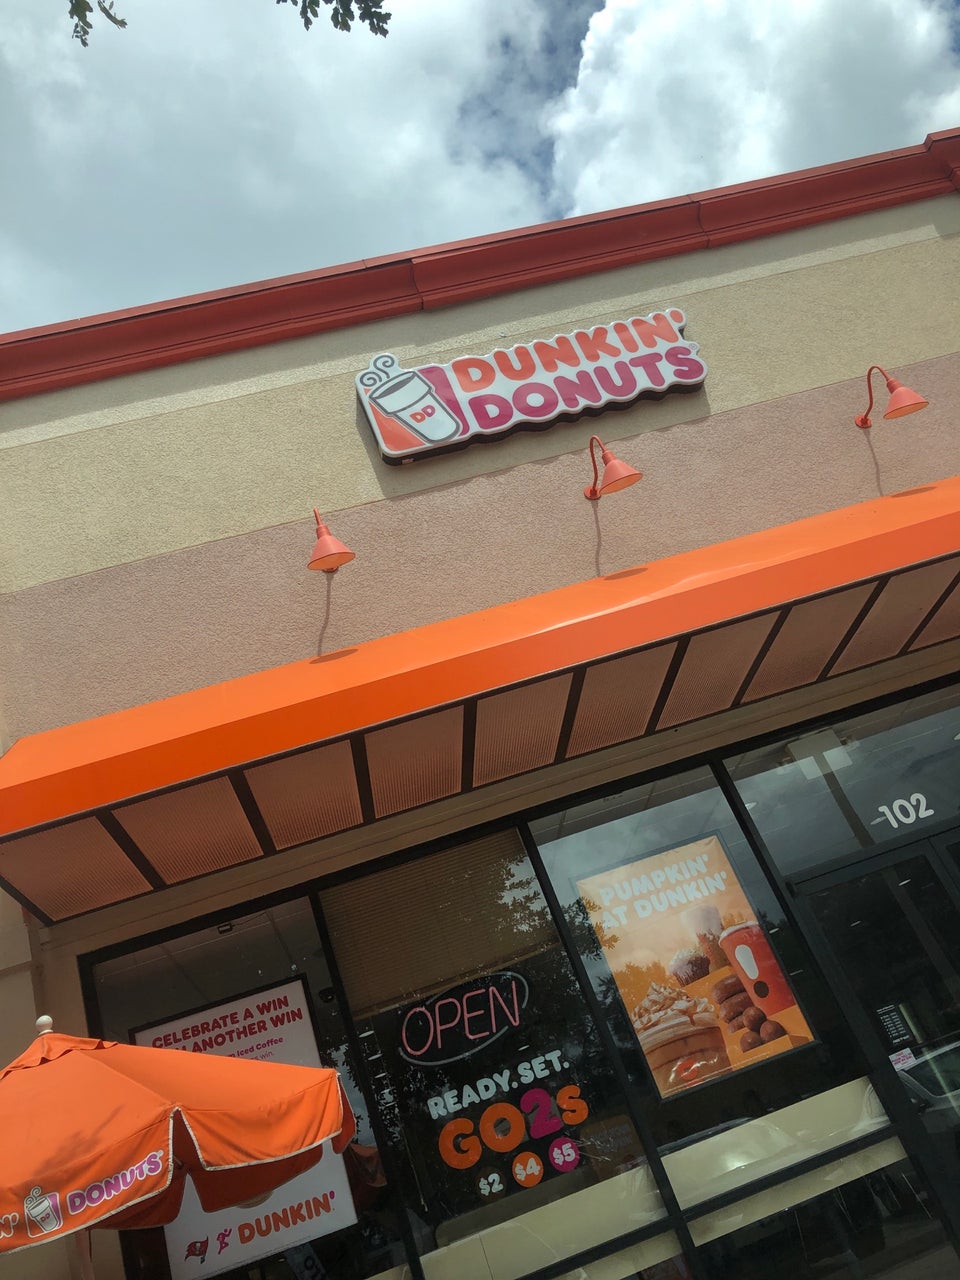 DUNKIN'
DONUTS
DD
102
PUMPKIN'
AT DUNKIN'
OPEN
READY.SET.
GO2s
$2 $4 $5
CELEBRATE A WIN
ANOTHER WIN
Iced Coffee
win.
DUNKIN'
N' DONUTS